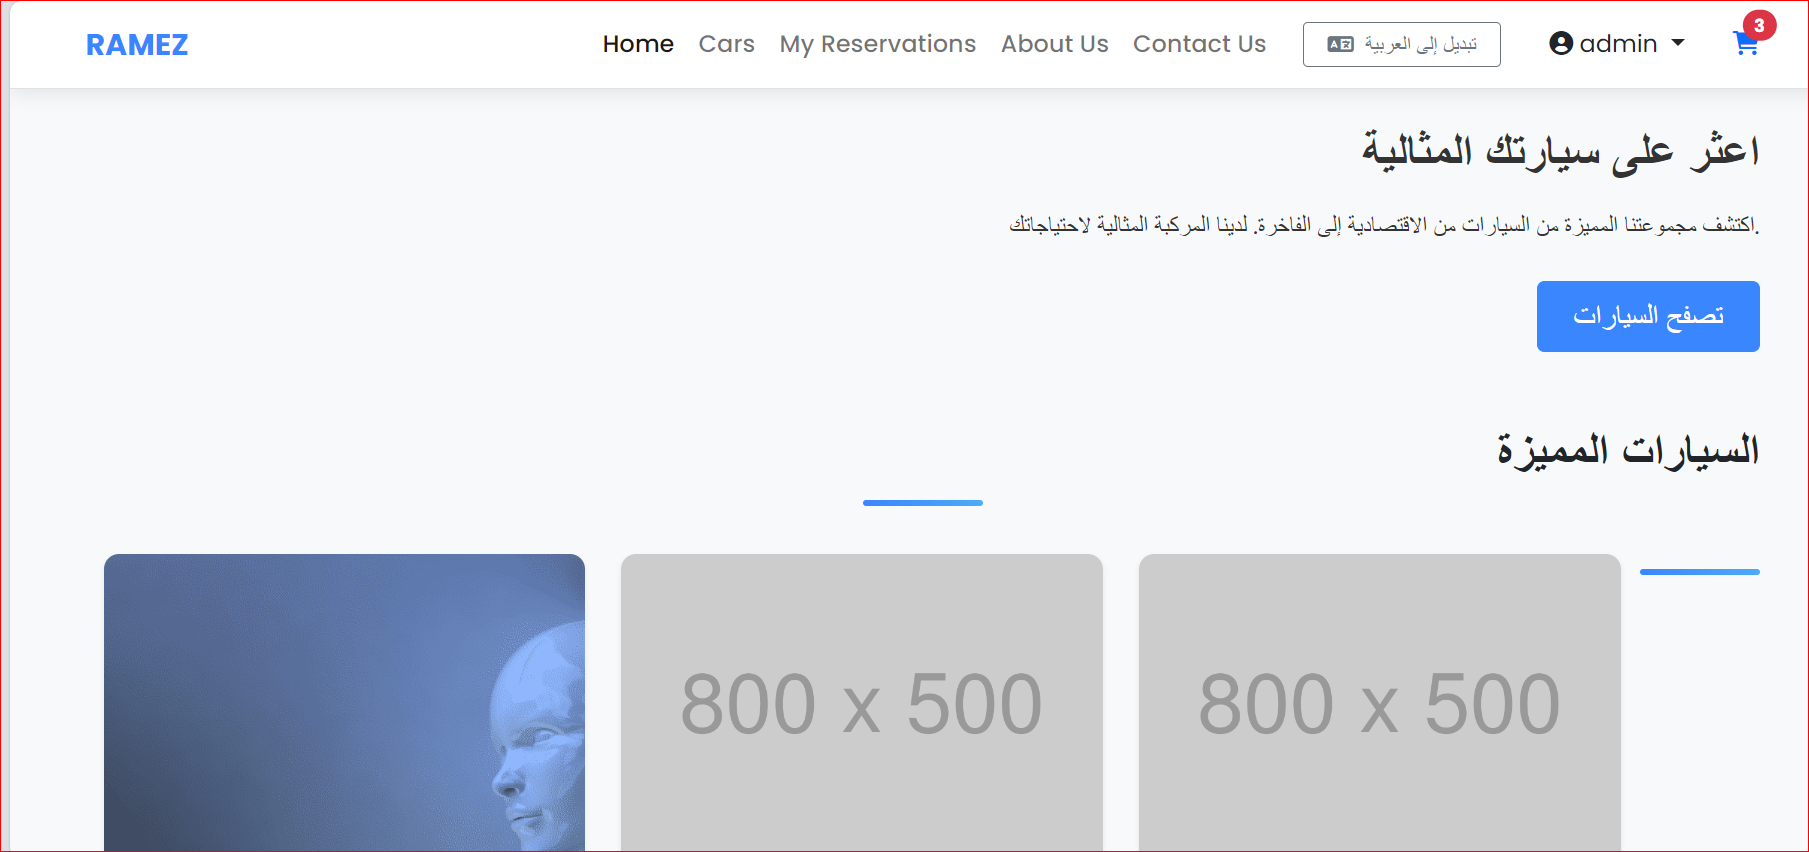 RAMEZ
Home Cars My Reservations About Us Contact Us تبديل إلى العربية admin 3
اعثر على سيارتك المثالية
اكتشف مجموعتنا المميزة من السيارات من الاقتصادية إلى الفاخرة. لدينا المركبة المثالية لاحتياجاتك.
تصفح السيارات
السيارات المميزة
800 x 500
800 x 500